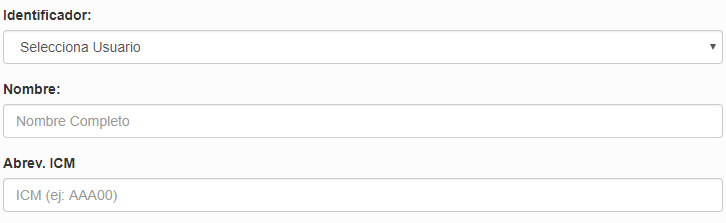 Identificador:
Selecciona Usuario
Nombre:
Nombre Completo
Abrev. ICM
ICM (ej: AAA00)